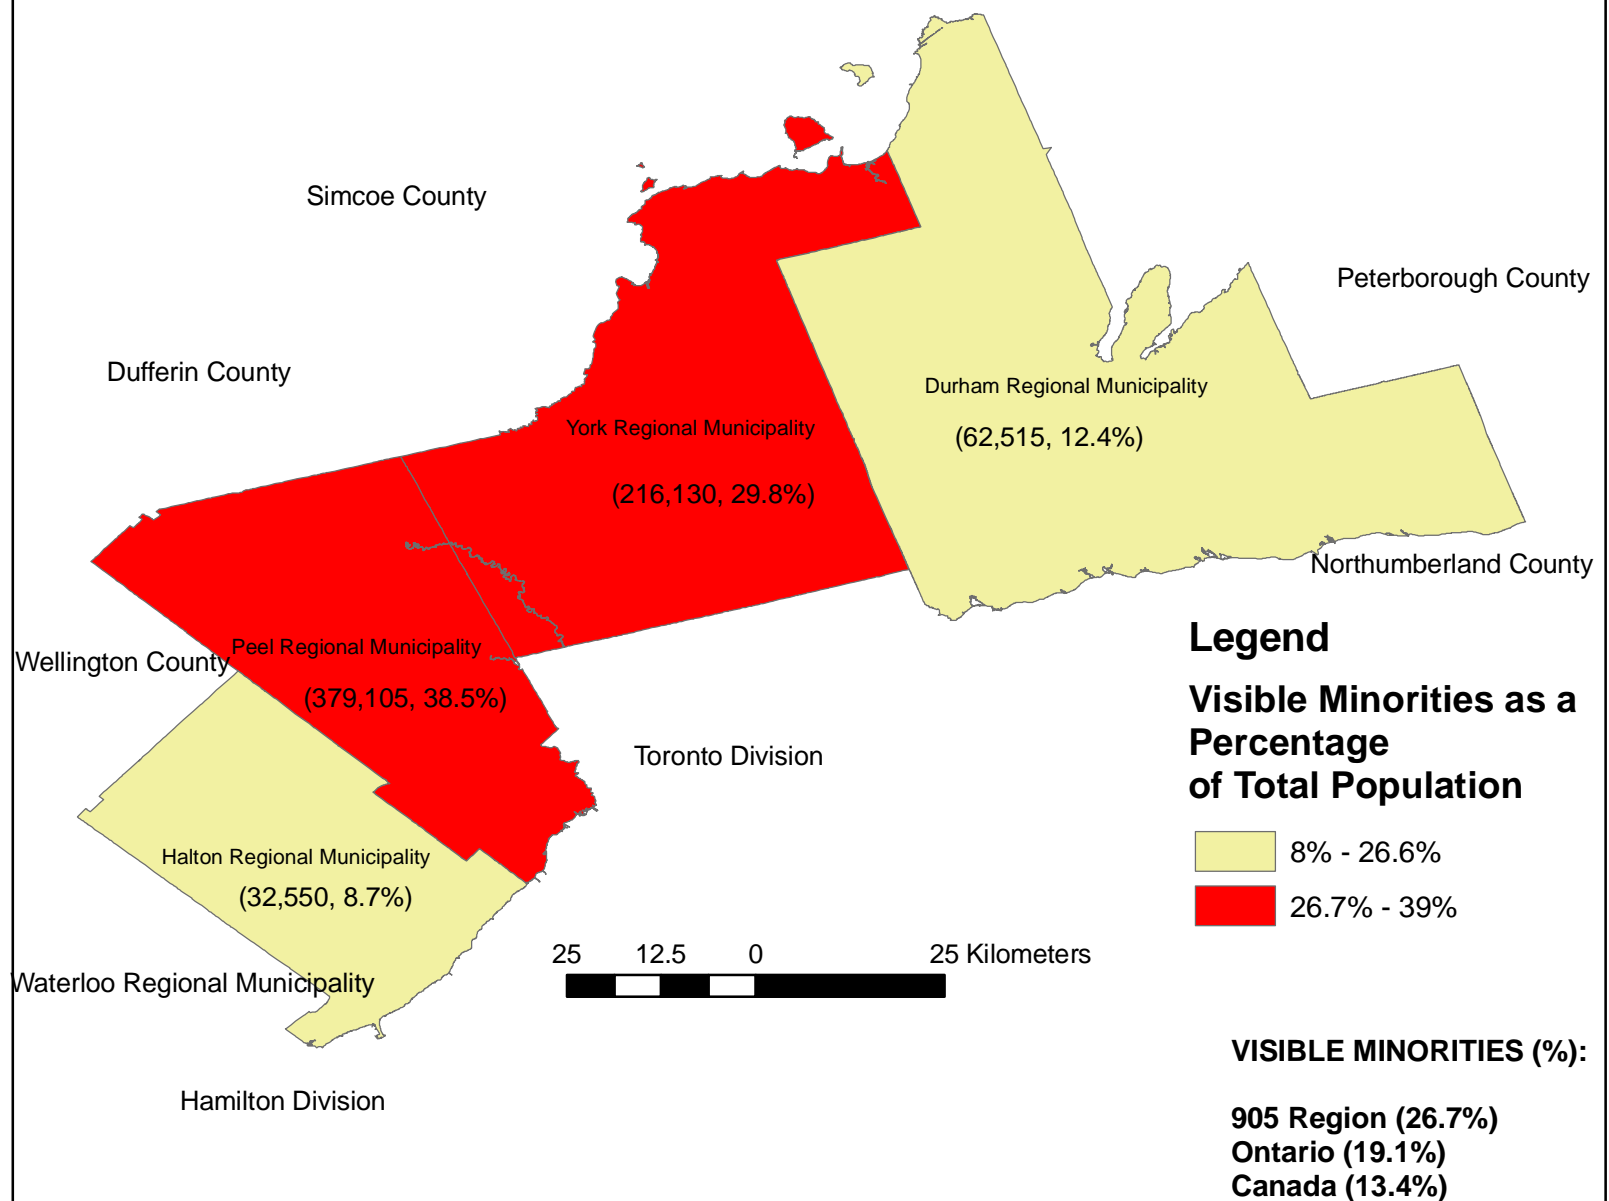 Simcoe County
Peterborough County
Dufferin County
Durham Regional Municipality
(62,515, 12.4%)
York Regional Municipality
(216,130, 29.8%)
Northumberland County
Peel Regional Municipality
Wellington County
(379,105, 38.5%)
Toronto Division
Halton Regional Municipality
(32,550, 8.7%)
Waterloo Regional Municipality
Hamilton Division
Legend
Visible Minorities as a
Percentage
of Total Population
8% - 26.6%
26.7% - 39%
25 12.5 0 25 Kilometers
VISIBLE MINORITIES (%):
905 Region (26.7%)
Ontario (19.1%)
Canada (13.4%)